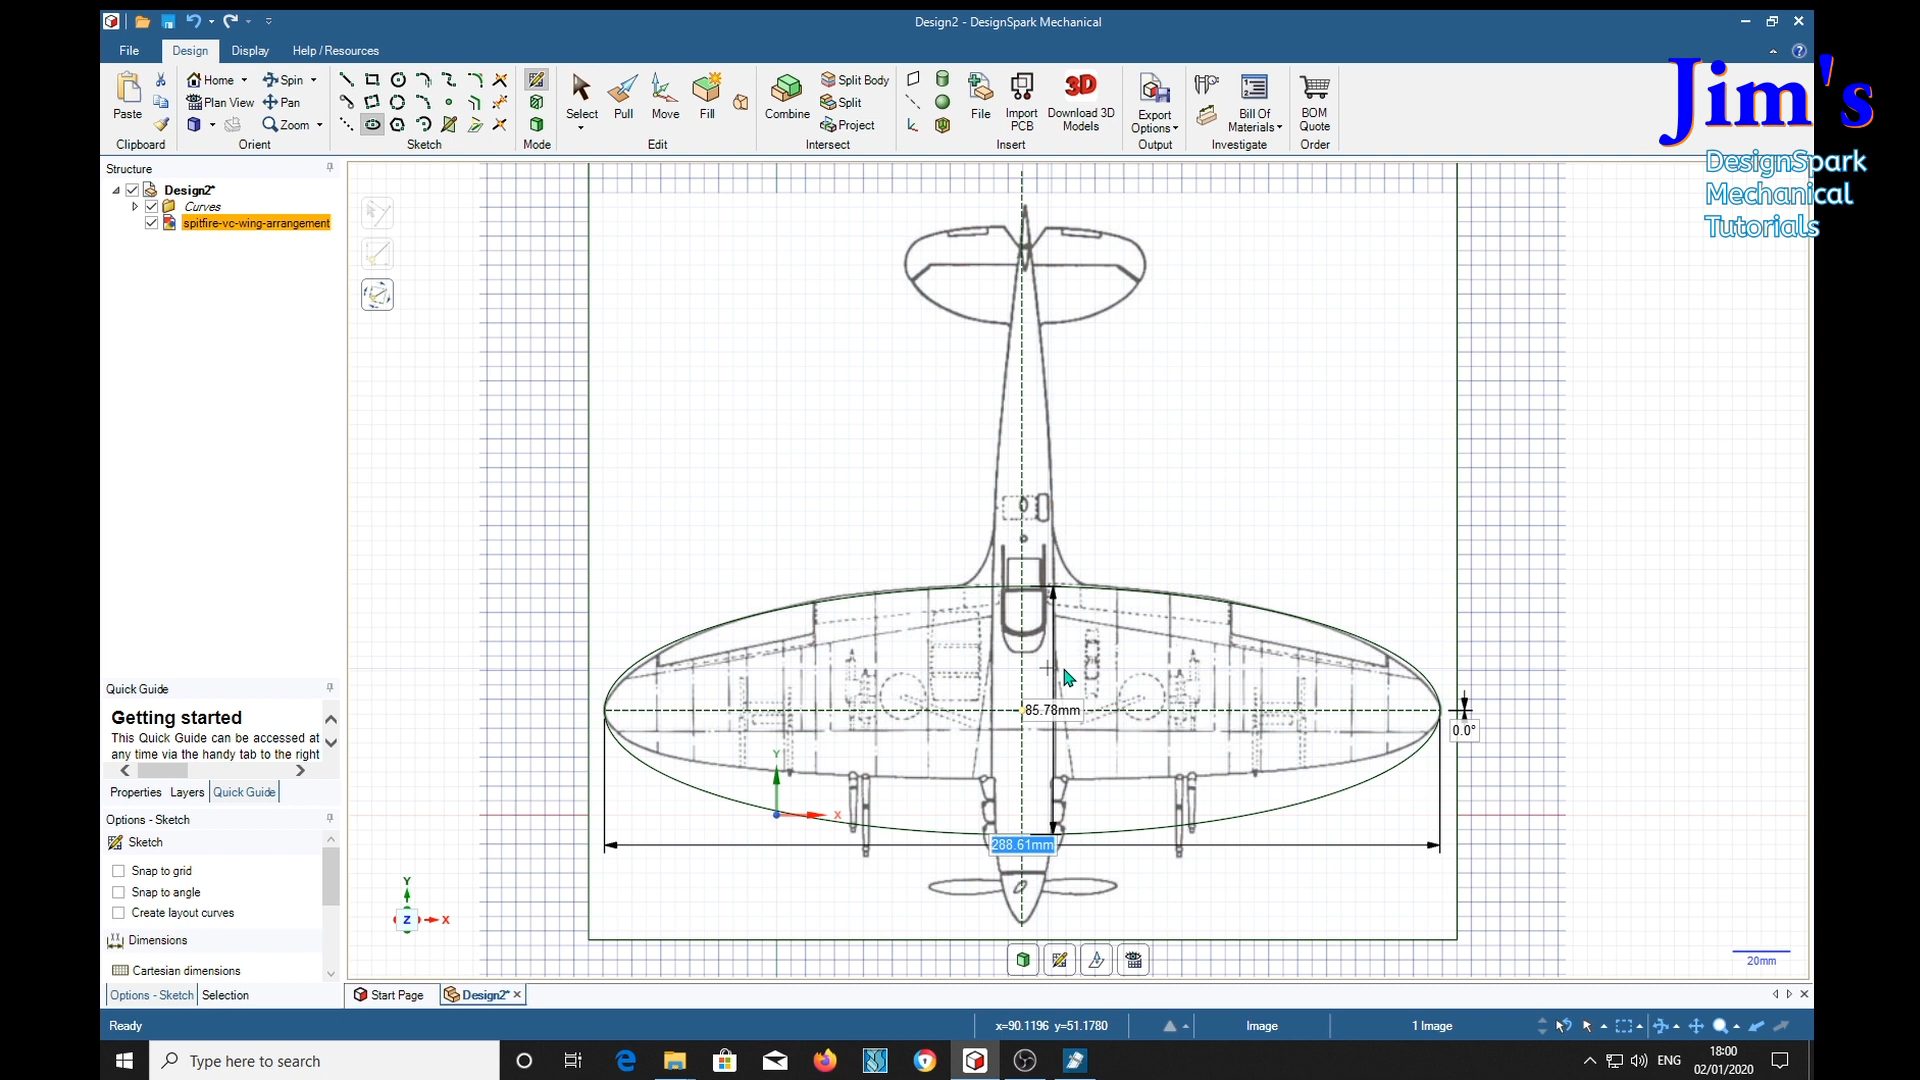 Design2 - DesignSpark Mechanical
File Design Display Help / Resources
Jim's
DesignSpark
Mechanical
Tutorials
Paste
Home Spin
Plan View Pan
Zoom
Select Pull Move Fill
Combine
Split Body
Split
Project
File
Import
PCB
Download 3D
Models
3D
Export
Options
Bill Of
Materials
BOM
Quote
Clipboard Orient Sketch Mode Edit Intersect Insert Output Investigate Order
Structure
Design2*
Curves
spitfire-vc-wing-arrangement
85.78mm
0.0°
288.61mm
Y
X
Quick Guide
Getting started
This Quick Guide can be accessed at
any time via the handy tab to the right
Properties Layers Quick Guide
Options - Sketch
Sketch
Snap to grid
Snap to angle
Create layout curves
Dimensions
Cartesian dimensions
Y
Z X
20mm
Options - Sketch Selection
Start Page Design2*
Ready
x=90.1196 y=51.1780
Image
1 Image
Type here to search
ENG
18:00
02/01/2020